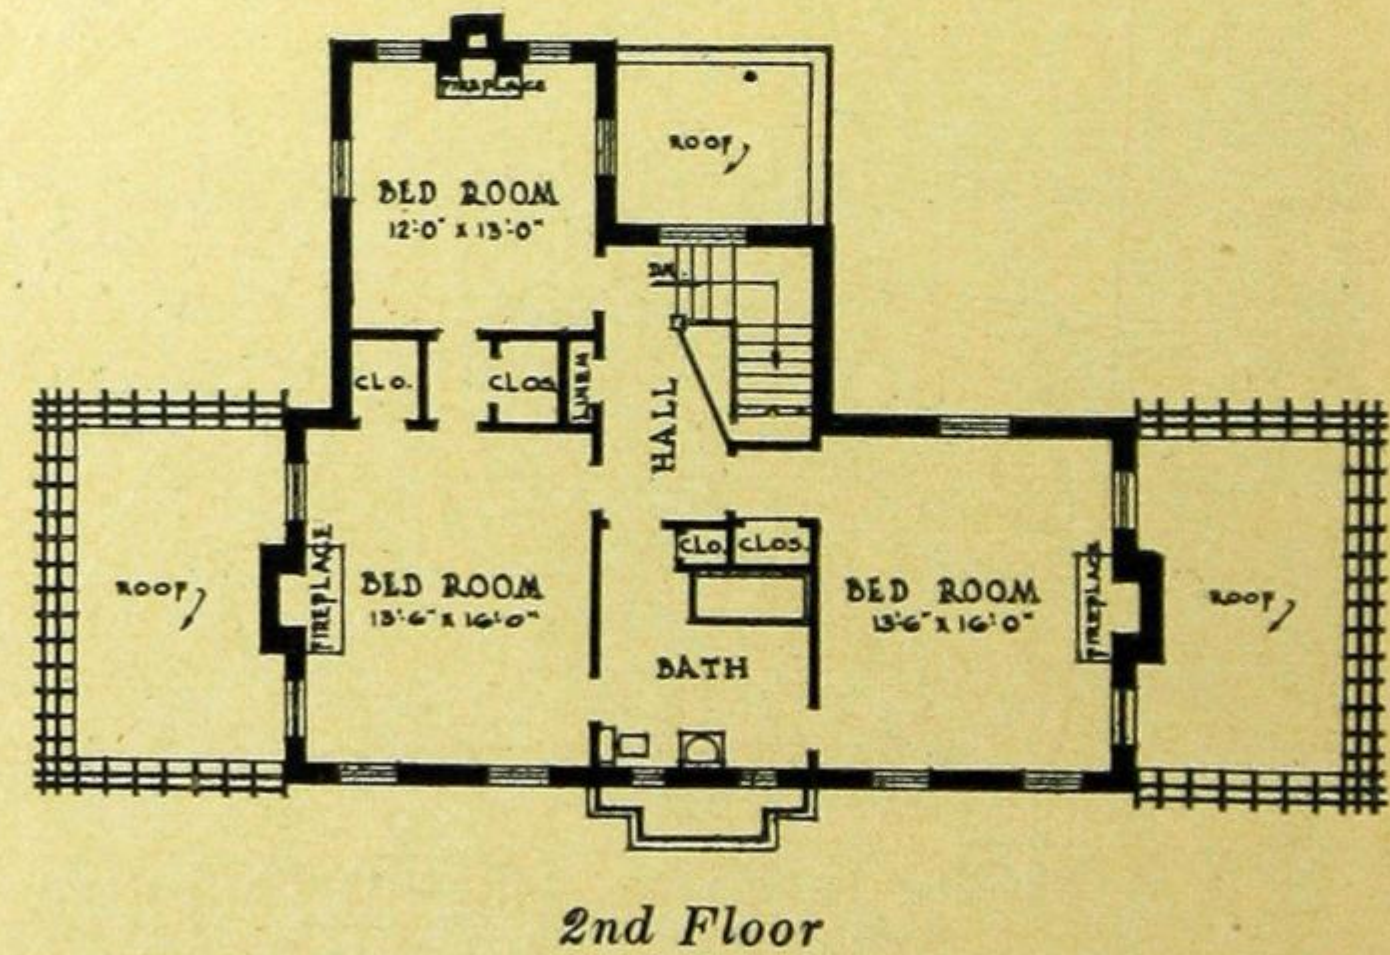 FIREPLACE
ROOF
BED ROOM
12'-0" x 13'-0"
DN.
CLO.
CLOS
LINEN
HALL
CLO.
CLOS.
ROOF
FIREPLACE
BED ROOM
13'-6" x 16'-0"
BED ROOM
13'-6" x 16'-0"
FIREPLACE
ROOF
BATH
2nd Floor